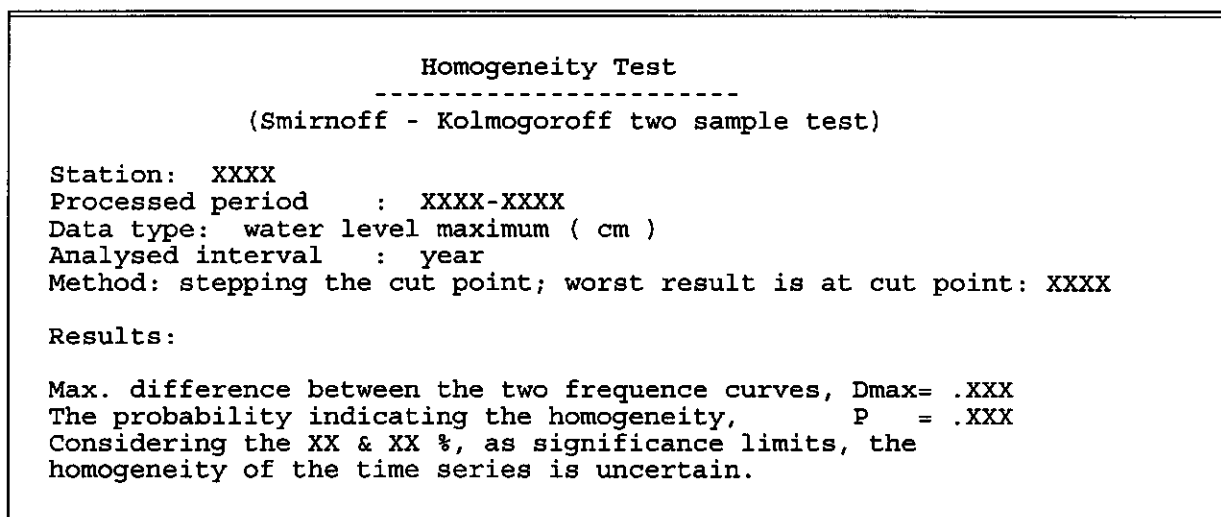 Homogeneity Test
-----------------------
(Smirnoff - Kolmogoroff two sample test)
Station:  XXXX
Processed period    :  XXXX-XXXX
Data type:  water level maximum ( cm )
Analysed interval   :  year
Method: stepping the cut point; worst result is at cut point: XXXX
Results:
Max. difference between the two frequence curves, Dmax= .XXX
The probability indicating the homogeneity,       P   = .XXX
Considering the XX & XX %, as significance limits, the
homogeneity of the time series is uncertain.